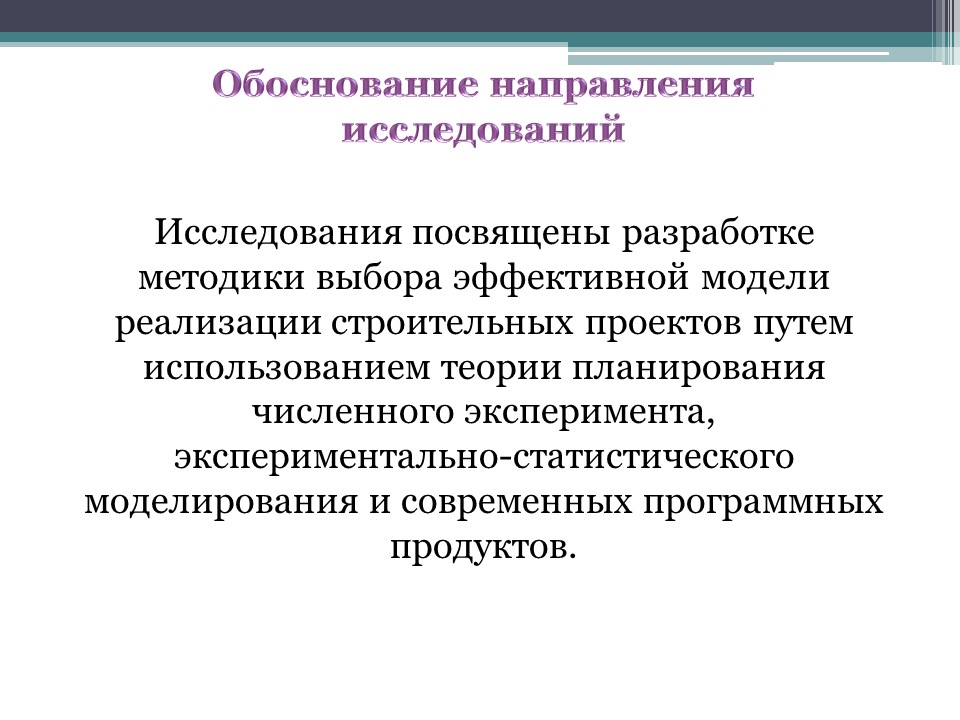 Обоснование направления
исследований
Исследования посвящены разработке
методики выбора эффективной модели
реализации строительных проектов путем
использованием теории планирования
численного эксперимента,
экспериментально-статистического
моделирования и современных программных
продуктов.